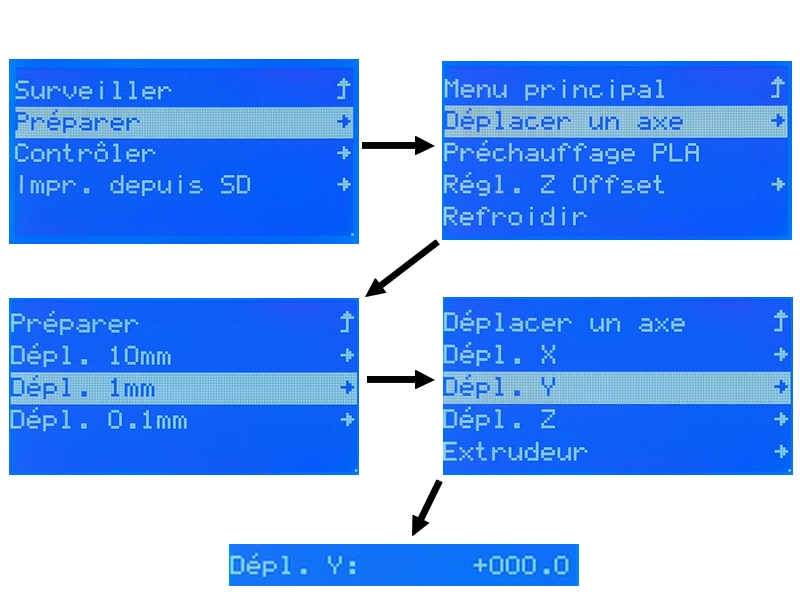 Surveiller
Préparer
Contrôler
Impr. depuis SD
Menu principal
Déplacer un axe
Préchauffage PLA
Régl. Z Offset
Refroidir
Préparer
Dépl. 10mm
Dépl. 1mm
Dépl. 0.1mm
Déplacer un axe
Dépl. X
Dépl. Y
Dépl. Z
Extrudeur
Dépl. Y: +000.0